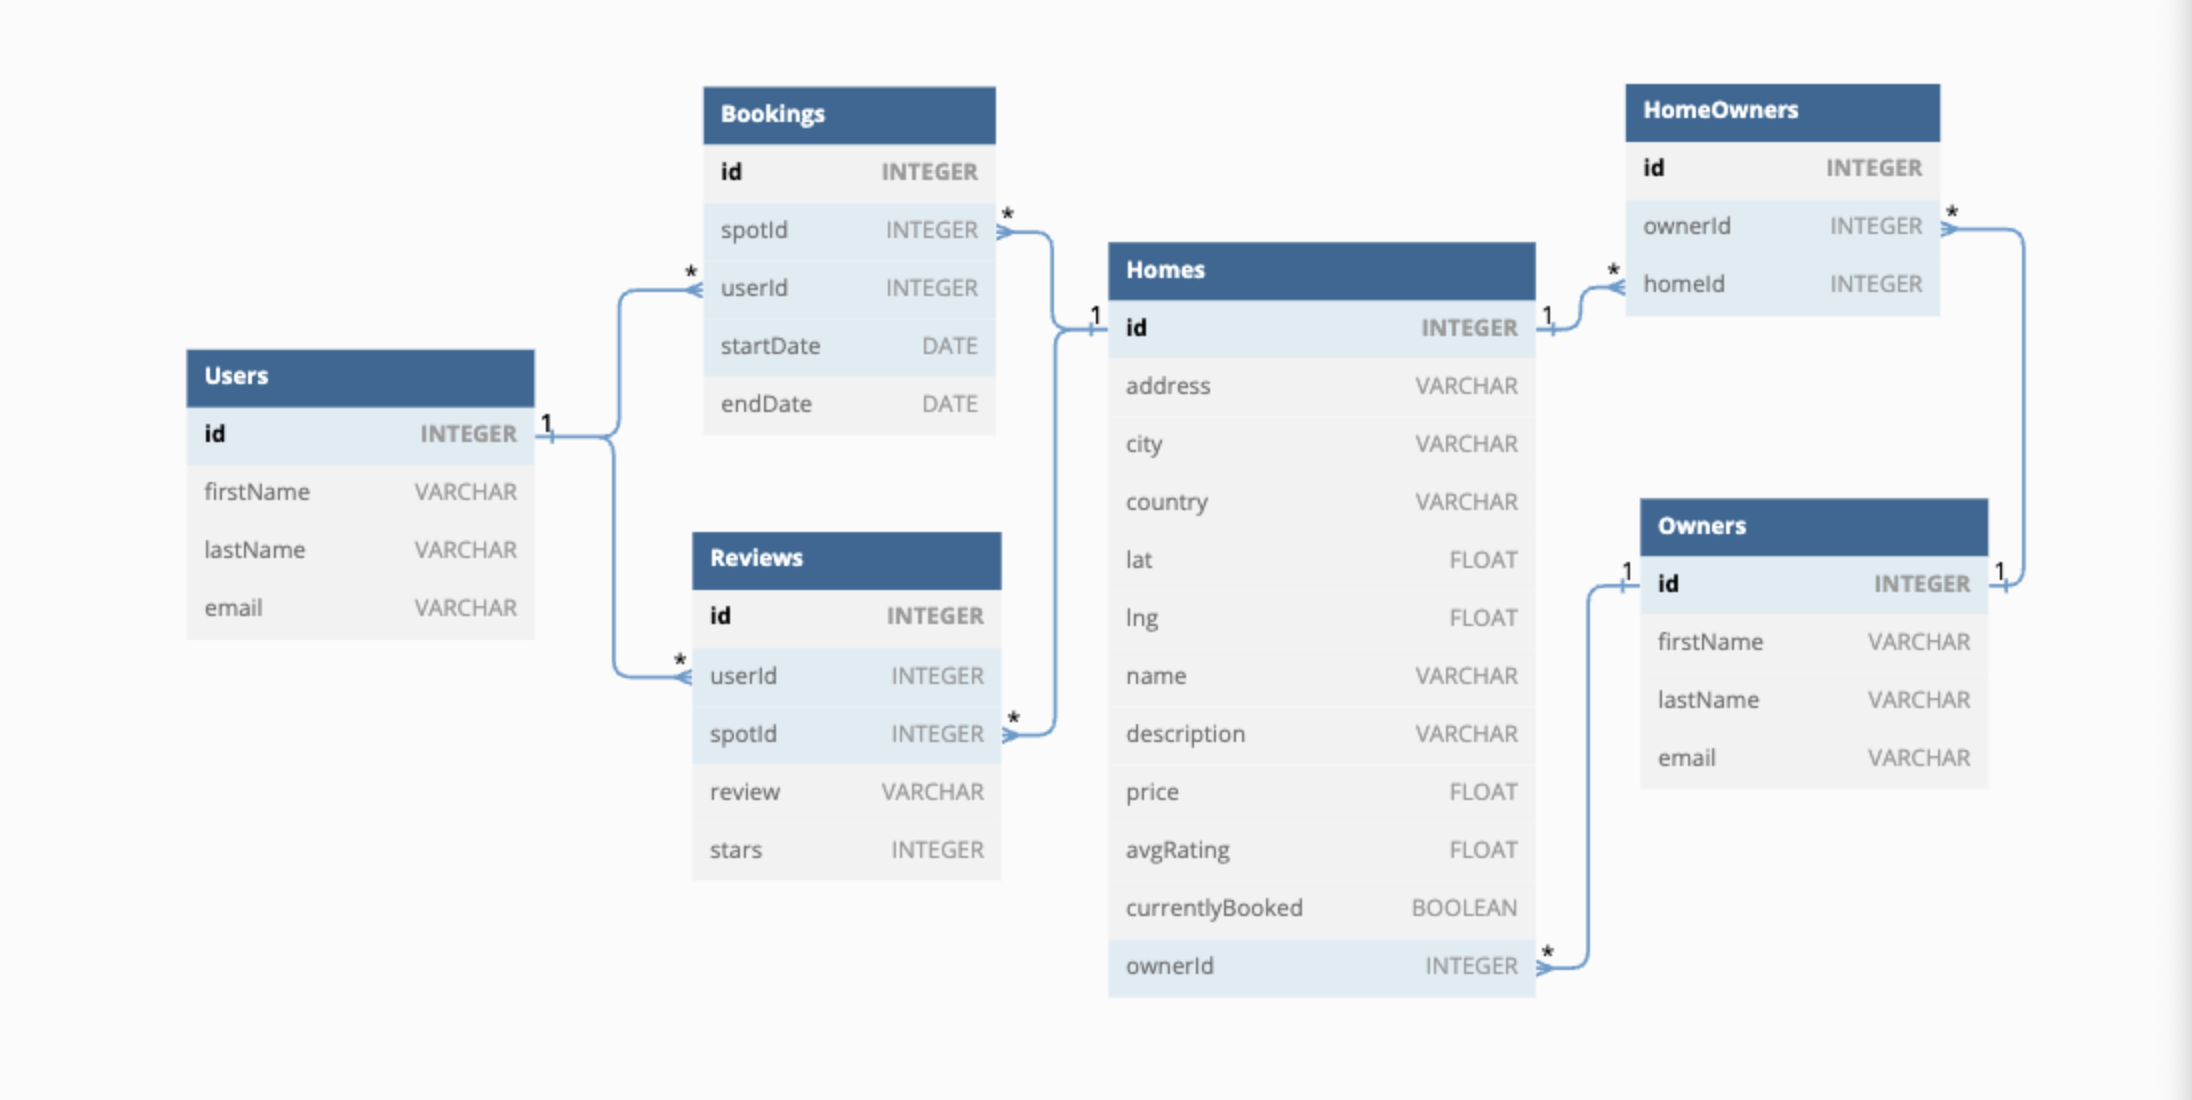 Bookings
id INTEGER
spotId INTEGER
*
userId INTEGER
*
startDate DATE
endDate DATE
Users
id INTEGER
1
firstName VARCHAR
lastName VARCHAR
email VARCHAR
Reviews
id INTEGER
userId INTEGER
*
spotId INTEGER
*
review VARCHAR
stars INTEGER
Homes
1
id INTEGER
1
address VARCHAR
city VARCHAR
country VARCHAR
lat FLOAT
lng FLOAT
name VARCHAR
description VARCHAR
price FLOAT
avgRating FLOAT
currentlyBooked BOOLEAN
ownerId INTEGER
*
HomeOwners
id INTEGER
ownerId INTEGER
*
homeId INTEGER
*
Owners
1
id INTEGER
1
firstName VARCHAR
lastName VARCHAR
email VARCHAR